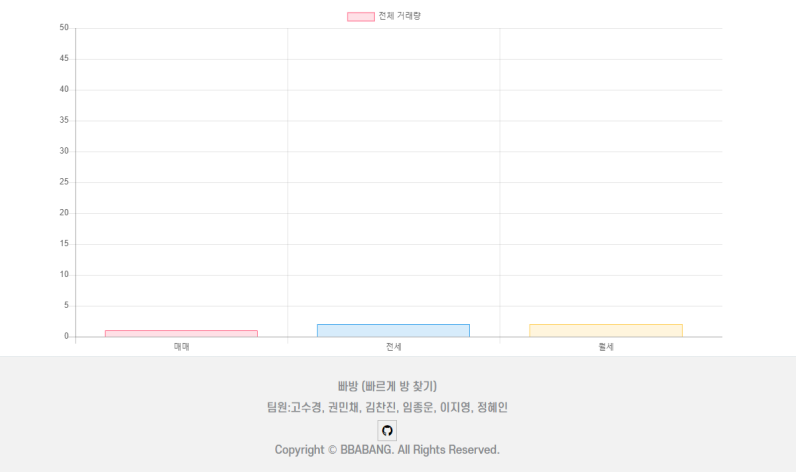 전체 거래량
50
45
40
35
30
25
20
15
10
5
0
매매 전세 월세
빠방 (빠르게 방 찾기)
팀원:고수경, 권민채, 김찬진, 임종운, 이지영, 정혜인
Copyright © BBABANG. All Rights Reserved.